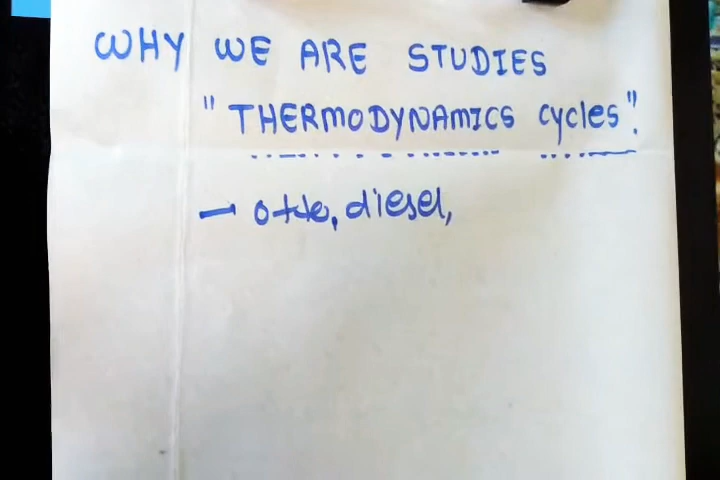 WHY WE ARE STUDIES
"THERMODYNAMICS cycles".
— otto, diesel,